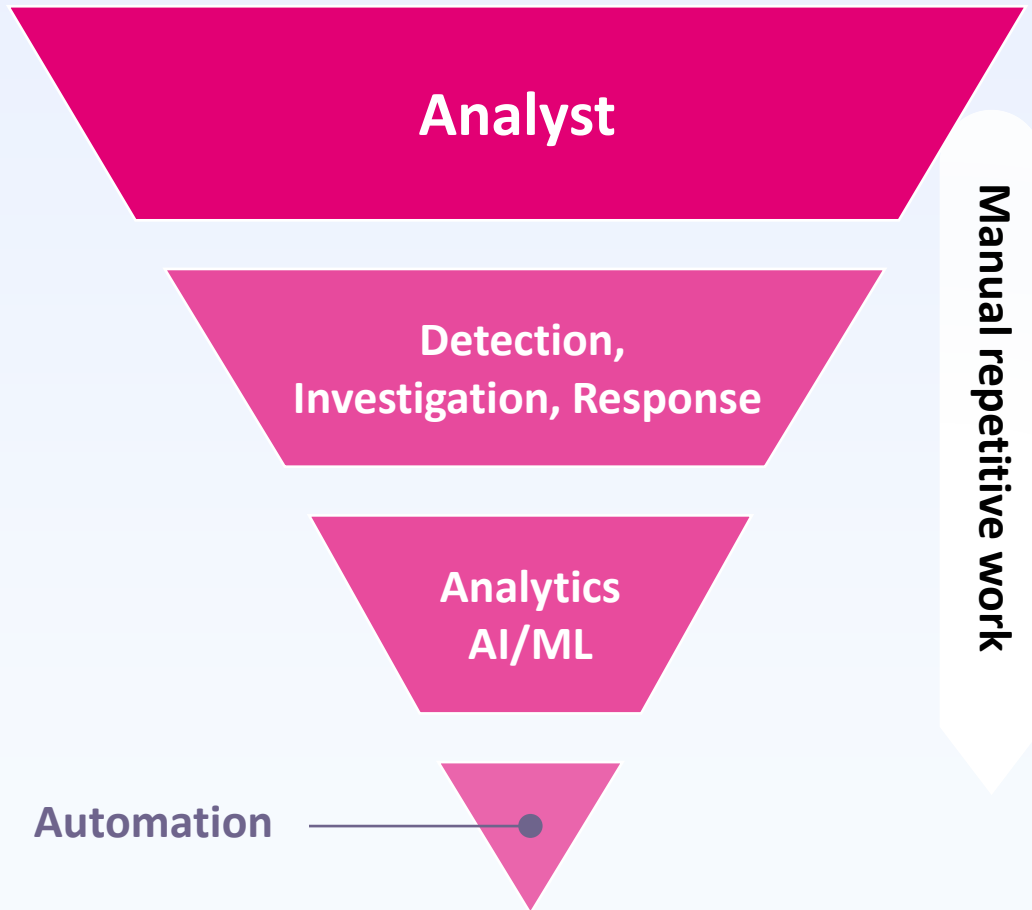 Analyst
Manual repetitive work
Detection,
Investigation, Response
Analytics
AI/ML
Automation